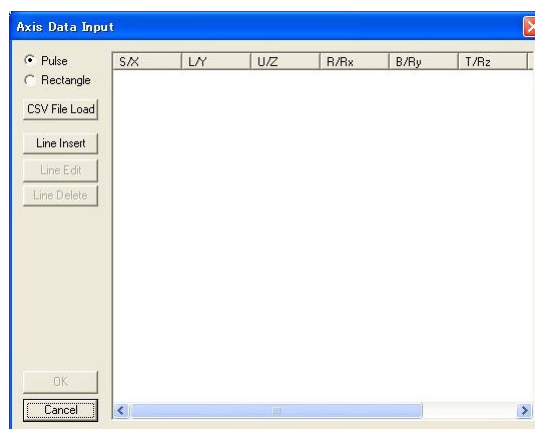 Axis Data Input
Pulse
Rectangle
CSV File Load
Line Insert
Line Edit
Line Delete
OK
Cancel
S/X L/Y U/Z R/Rx B/Ry T/Rz